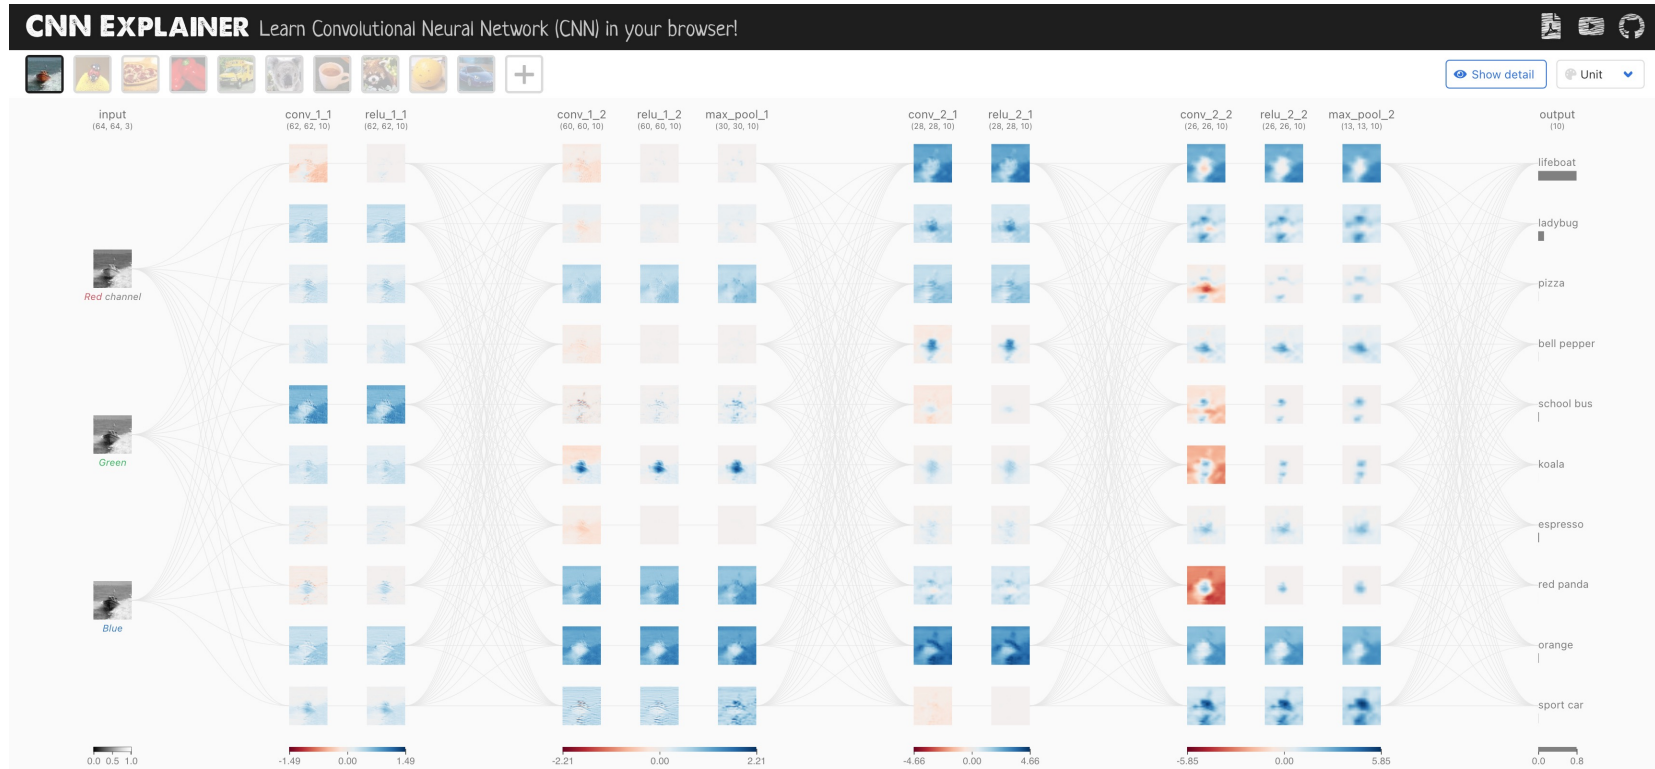 CNN EXPLAINER Learn Convolutional Neural Network (CNN) in your browser!
Show detail
Unit
input conv_1_1 relu_1_1 conv_1_2 relu_1_2 max_pool_1 conv_2_1 relu_2_1 conv_2_2 relu_2_2 max_pool_2 output
(64, 64, 3) (62, 62, 10) (62, 62, 10) (60, 60, 10) (60, 60, 10) (30, 30, 10) (28, 28, 10) (28, 28, 10) (26, 26, 10) (26, 26, 10) (13, 13, 10) (10)
lifeboat
ladybug
pizza
Red channel
bell pepper
school bus
Green
koala
espresso
red panda
Blue
orange
sport car
0.0 0.5 1.0 -1.49 0.00 1.49 -2.21 0.00 2.21 -4.66 0.00 4.66 -5.85 0.00 5.85 0.0 0.8